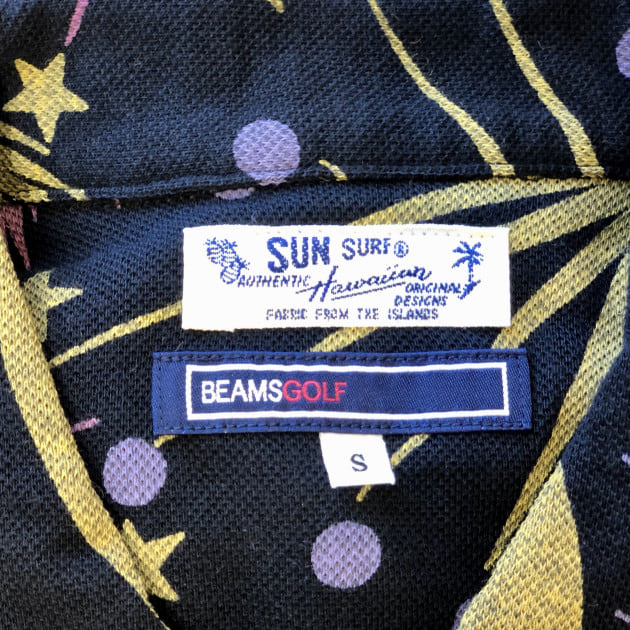 SUN SURF®
AUTHENTIC Hawaiian ORIGINAL
DESIGNS
FABRIC FROM THE ISLANDS
BEAMSGOLF
S